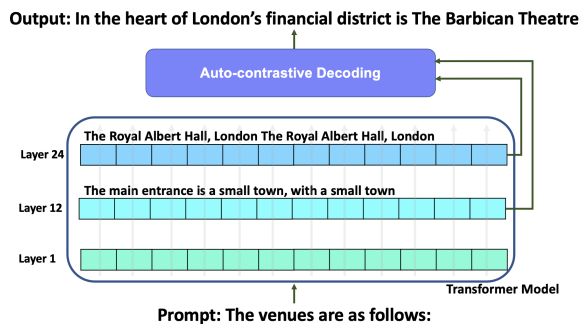 Output: In the heart of London’s financial district is The Barbican Theatre
Auto-contrastive Decoding
The Royal Albert Hall, London The Royal Albert Hall, London
Layer 24
The main entrance is a small town, with a small town
Layer 12
Layer 1
Transformer Model
Prompt: The venues are as follows: